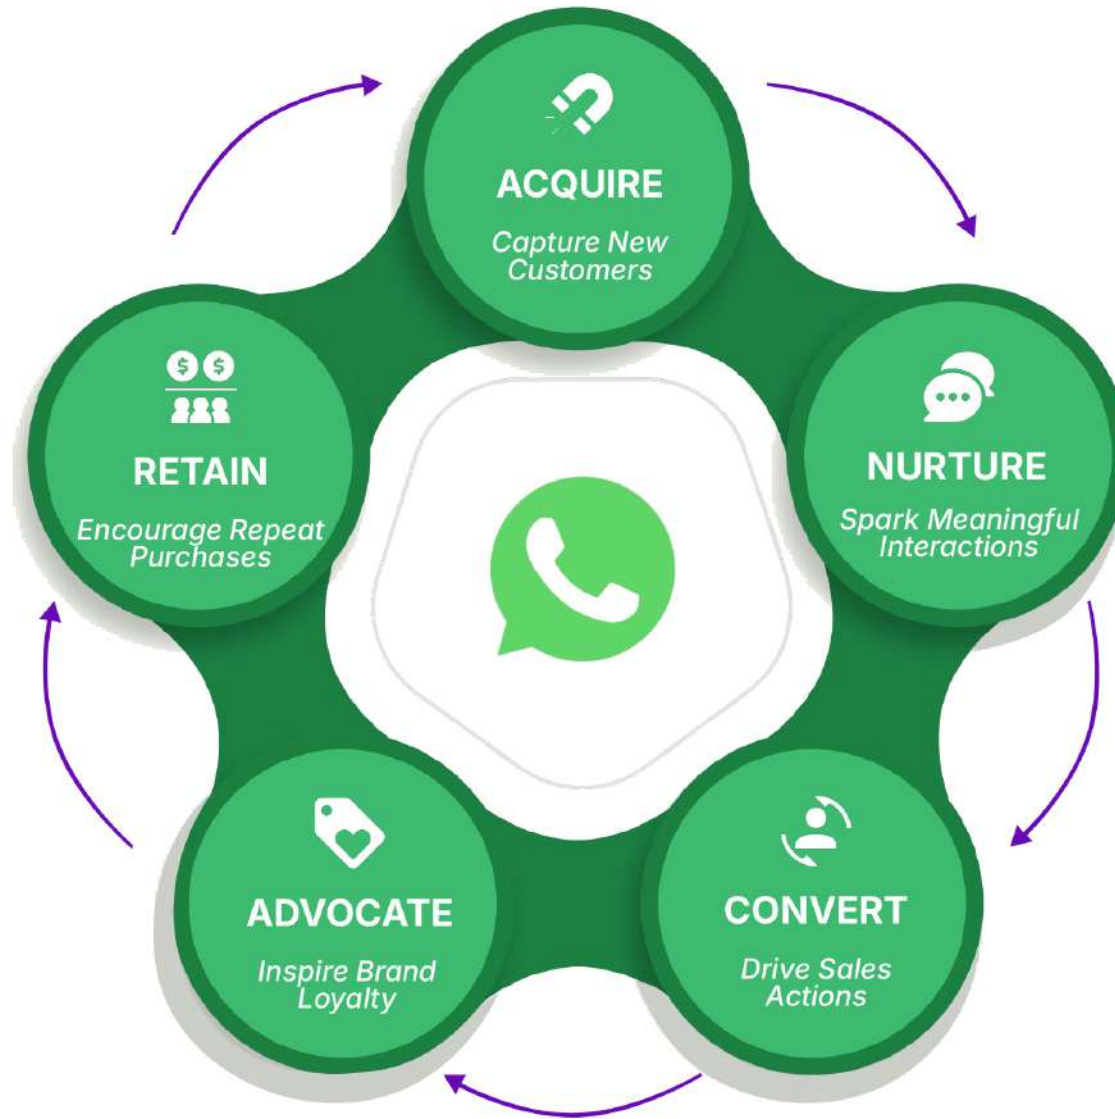 ACQUIRE
Capture New
Customers
NURTURE
Spark Meaningful
Interactions
CONVERT
Drive Sales
Actions
ADVOCATE
Inspire Brand
Loyalty
RETAIN
$ $
Encourage Repeat
Purchases